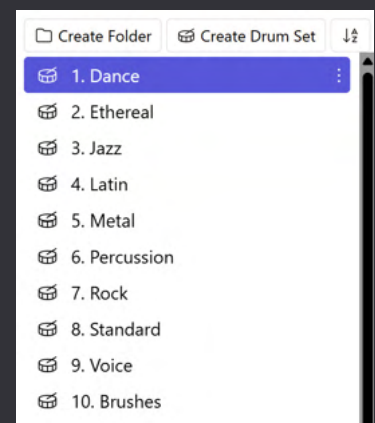 Create Folder Create Drum Set
1. Dance
2. Ethereal
3. Jazz
4. Latin
5. Metal
6. Percussion
7. Rock
8. Standard
9. Voice
10. Brushes